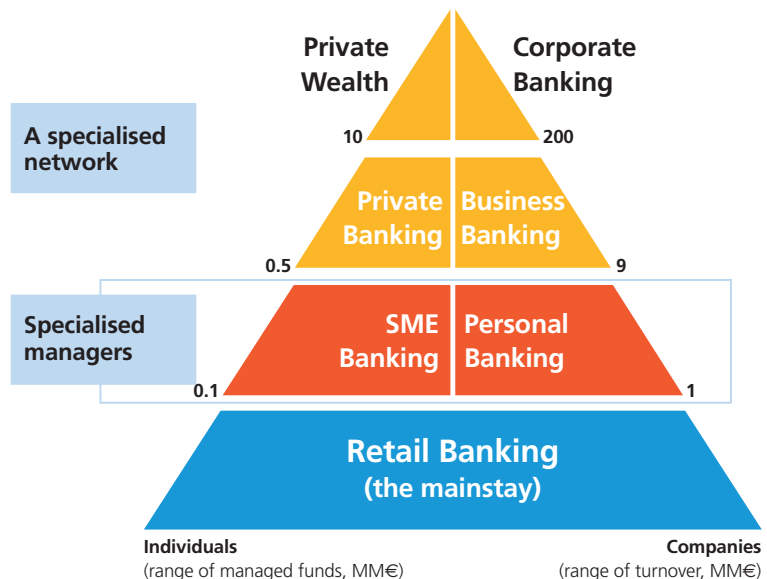 Private
Wealth
Corporate
Banking
A specialised
network
10
200
Private
Banking
Business
Banking
0.5
9
Specialised
managers
SME
Banking
Personal
Banking
0.1
1
Retail Banking
(the mainstay)
Individuals
(range of managed funds, MM€)
Companies
(range of turnover, MM€)